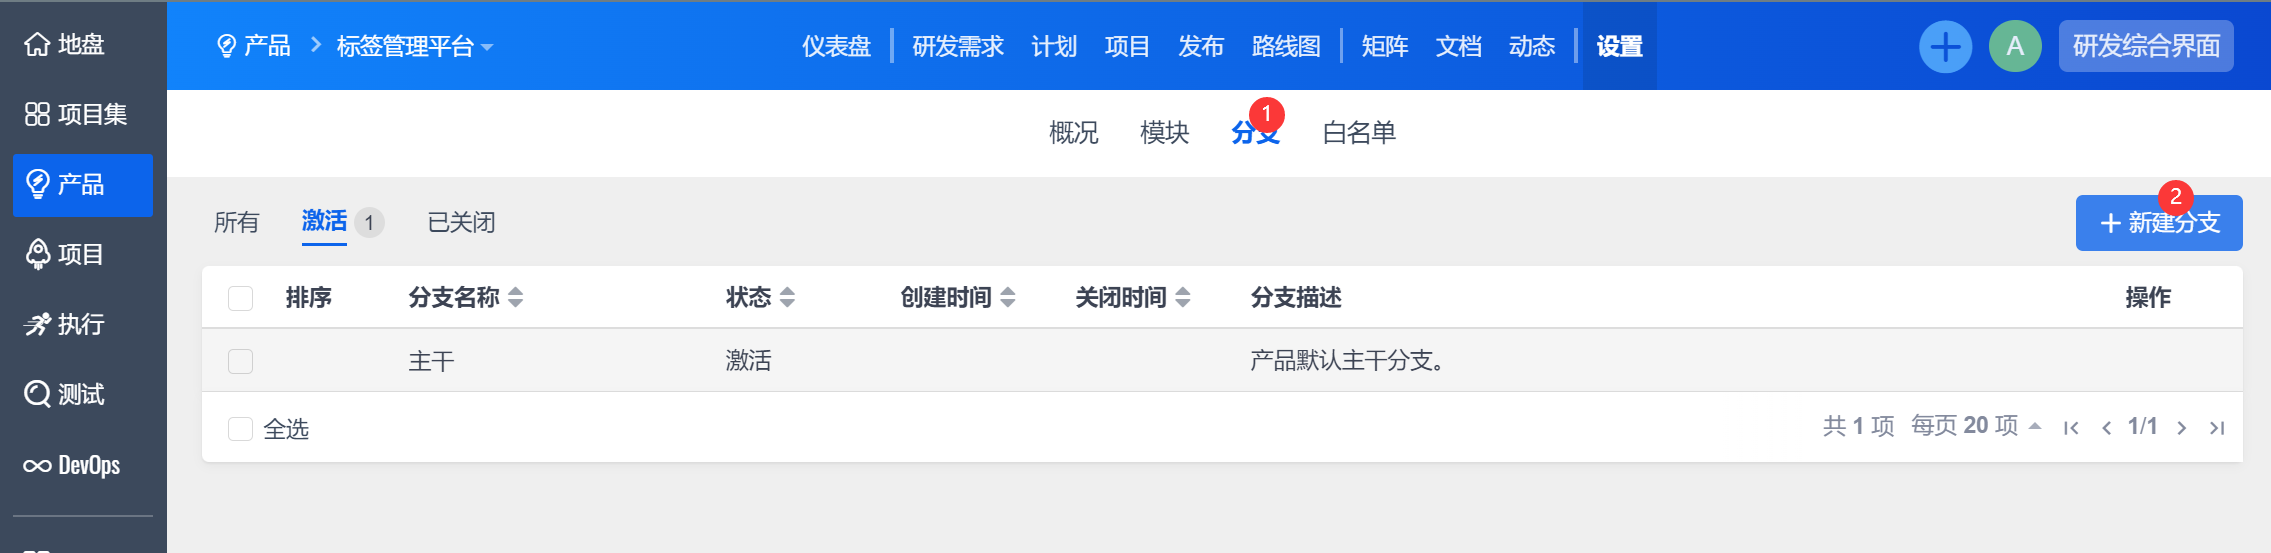 地盘
项目集
产品
项目
执行
测试
DevOps
产品 标签管理平台
仪表盘 研发需求 计划 项目 发布 路线图 矩阵 文档 动态 设置
A 研发综合界面
概况 模块 分支 白名单
1
所有 激活 1 已关闭
2
新建分支
排序 分支名称 状态 创建时间 关闭时间 分支描述 操作
主干 激活 产品默认主干分支。
全选 共 1 项 每页 20 项 1/1